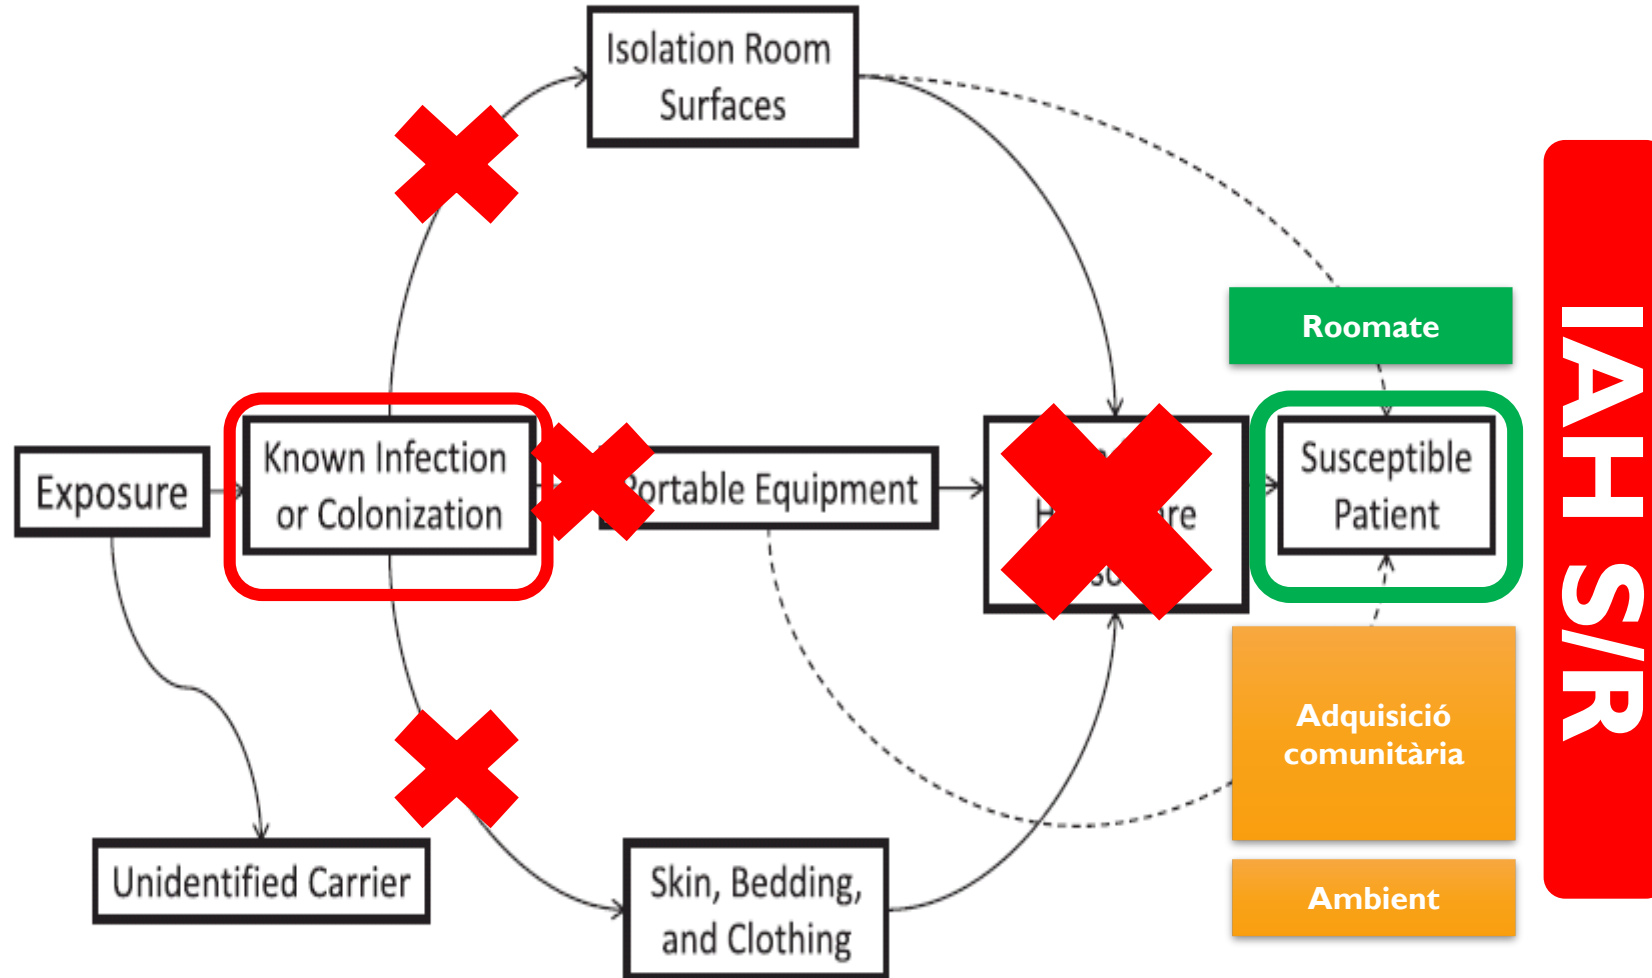 Isolation Room
Surfaces
Roomate
Known Infection
or Colonization
Exposure
Portable Equipment
Susceptible
Patient
Adquisició
comunitària
Unidentified Carrier
Skin, Bedding,
and Clothing
Ambient
IAH S/R